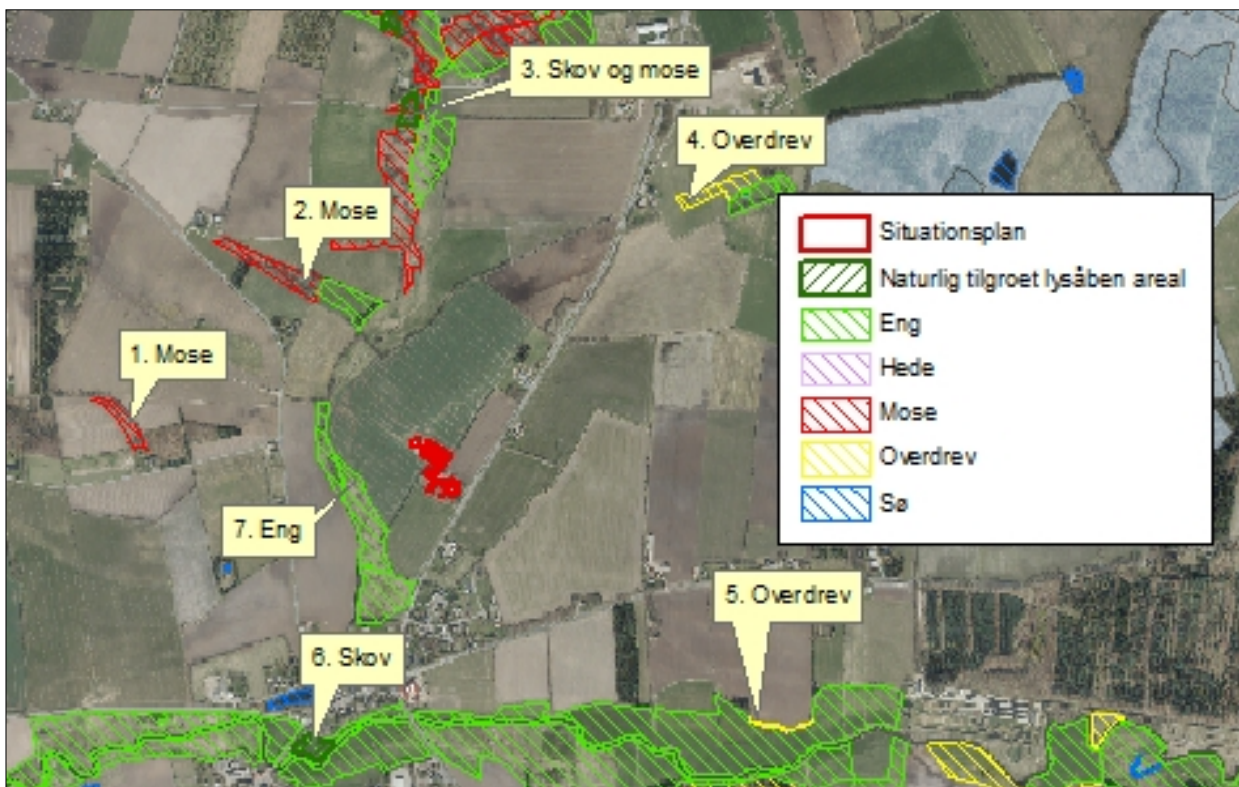 3. Skov og mose
4. Overdrev
2. Mose
Situationsplan
Naturlig tilgroet lysåben areal
Eng
Hede
Mose
Overdrev
Sø
1. Mose
7. Eng
5. Overdrev
6. Skov